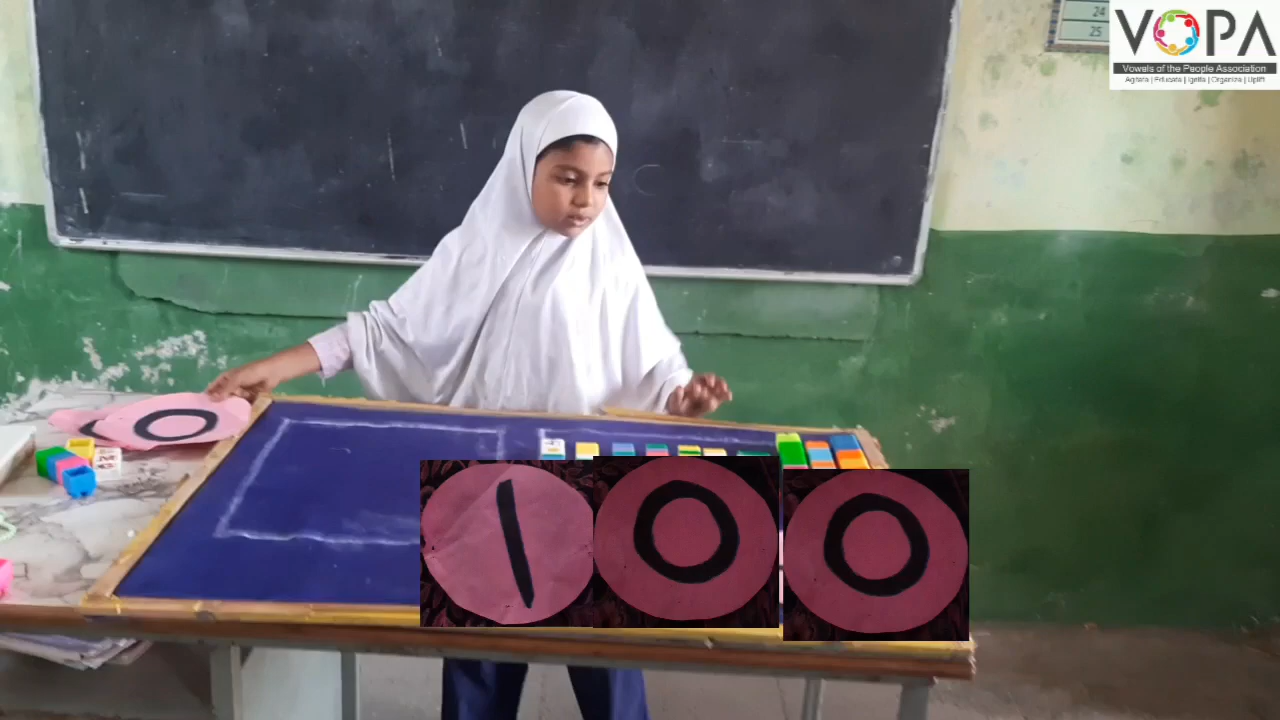 24
25
VOPA
Vowels of the People Association
Agitate | Educate | Ignite | Organize | Uplift
0
1 0 0